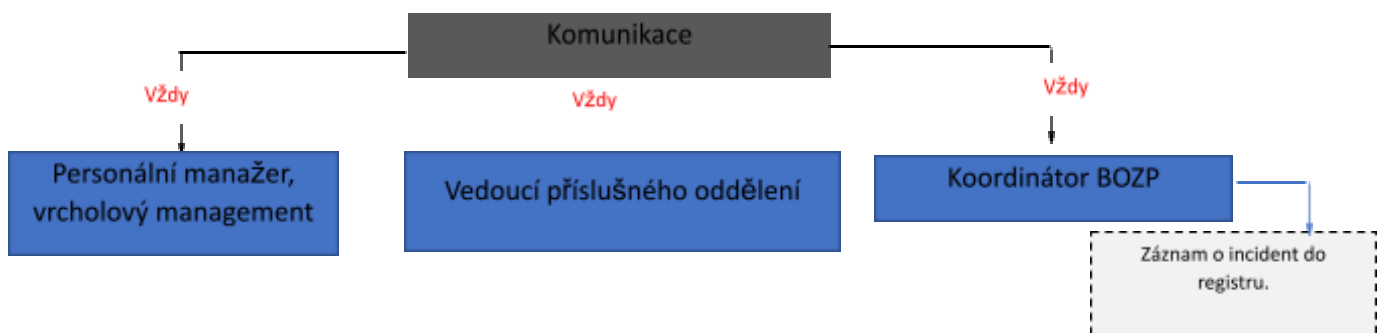 Komunikace
Vždy
Vždy
Vždy
Personální manažer,
vrcholový management
Vedoucí příslušného oddělení
Koordinátor BOZP
Záznam o incident do
registru.